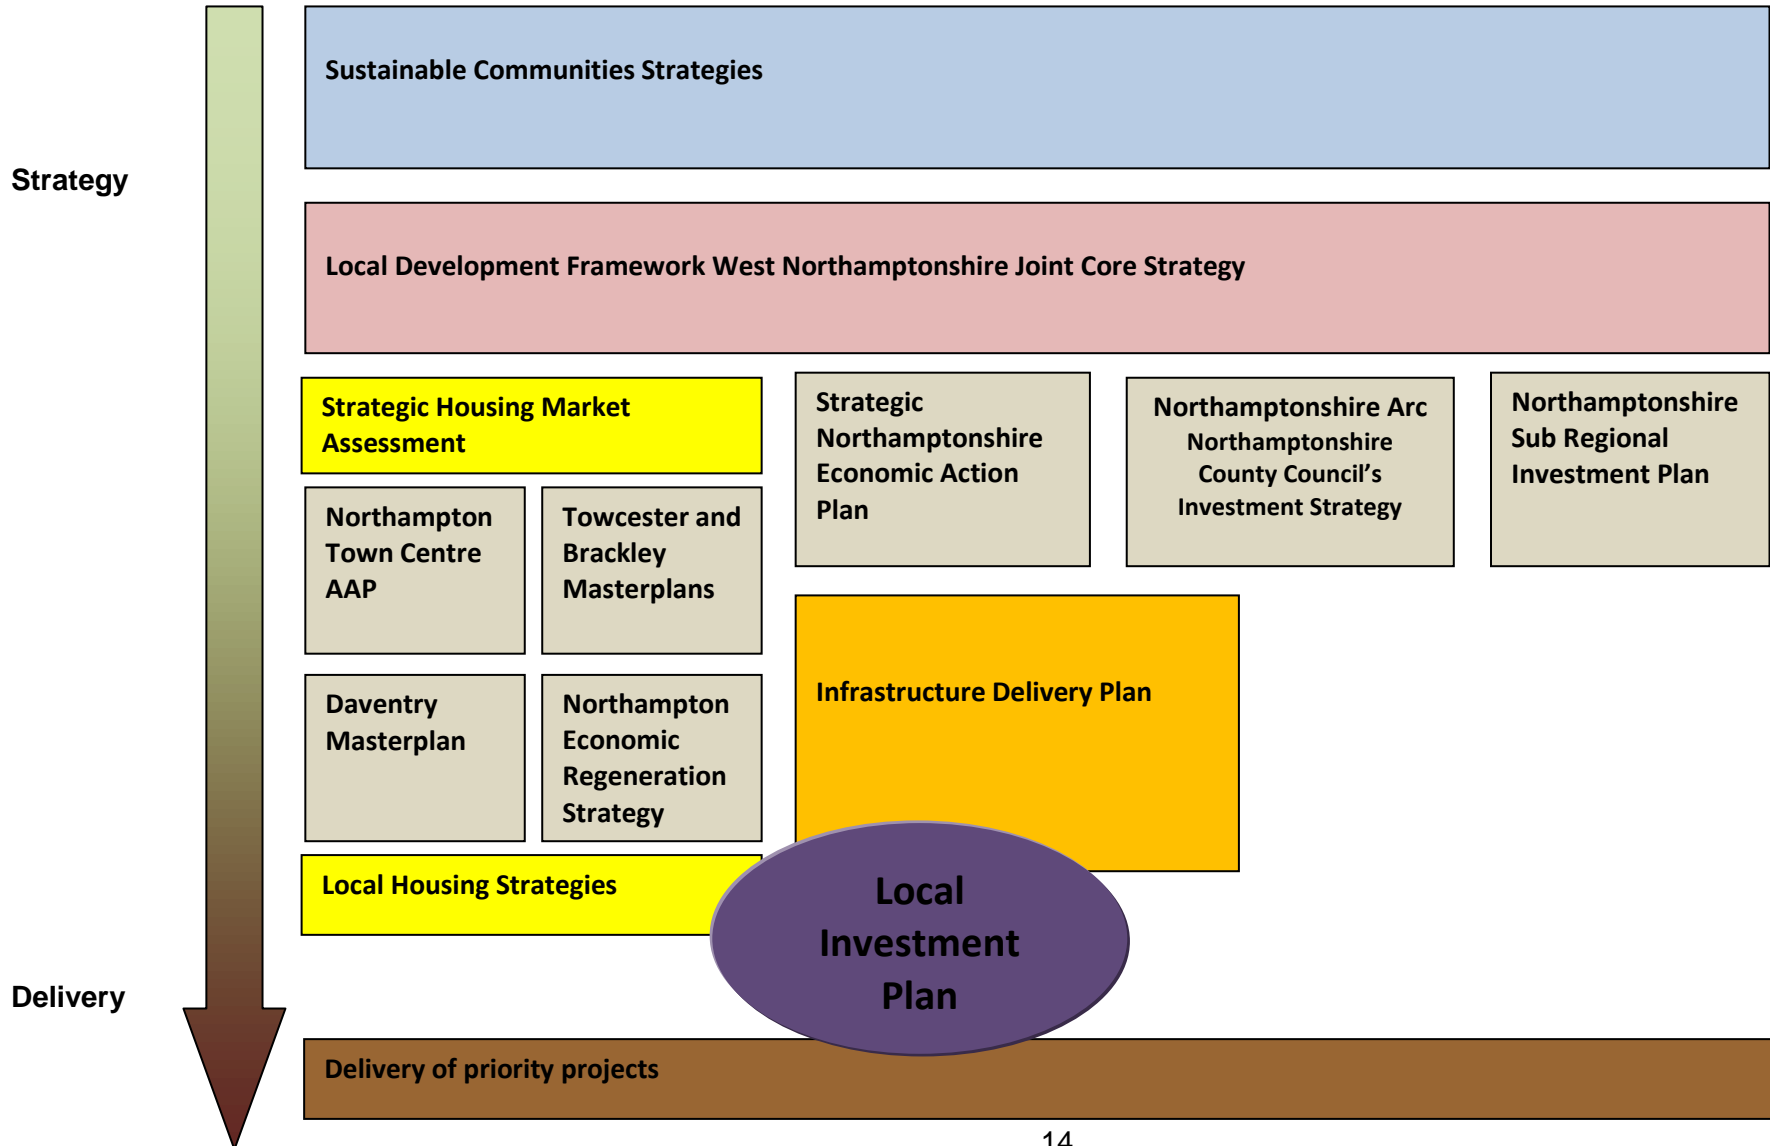 Sustainable Communities Strategies
Strategy
Local Development Framework West Northamptonshire Joint Core Strategy
Strategic Housing Market
Assessment
Strategic
Northamptonshire
Economic Action
Plan
Northamptonshire Arc
Northamptonshire
County Council’s
Investment Strategy
Northamptonshire
Sub Regional
Investment Plan
Northampton
Town Centre
AAP
Towcester and
Brackley
Masterplans
Infrastructure Delivery Plan
Daventry
Masterplan
Northampton
Economic
Regeneration
Strategy
Local Housing Strategies
Local
Investment
Plan
Delivery
Delivery of priority projects
14